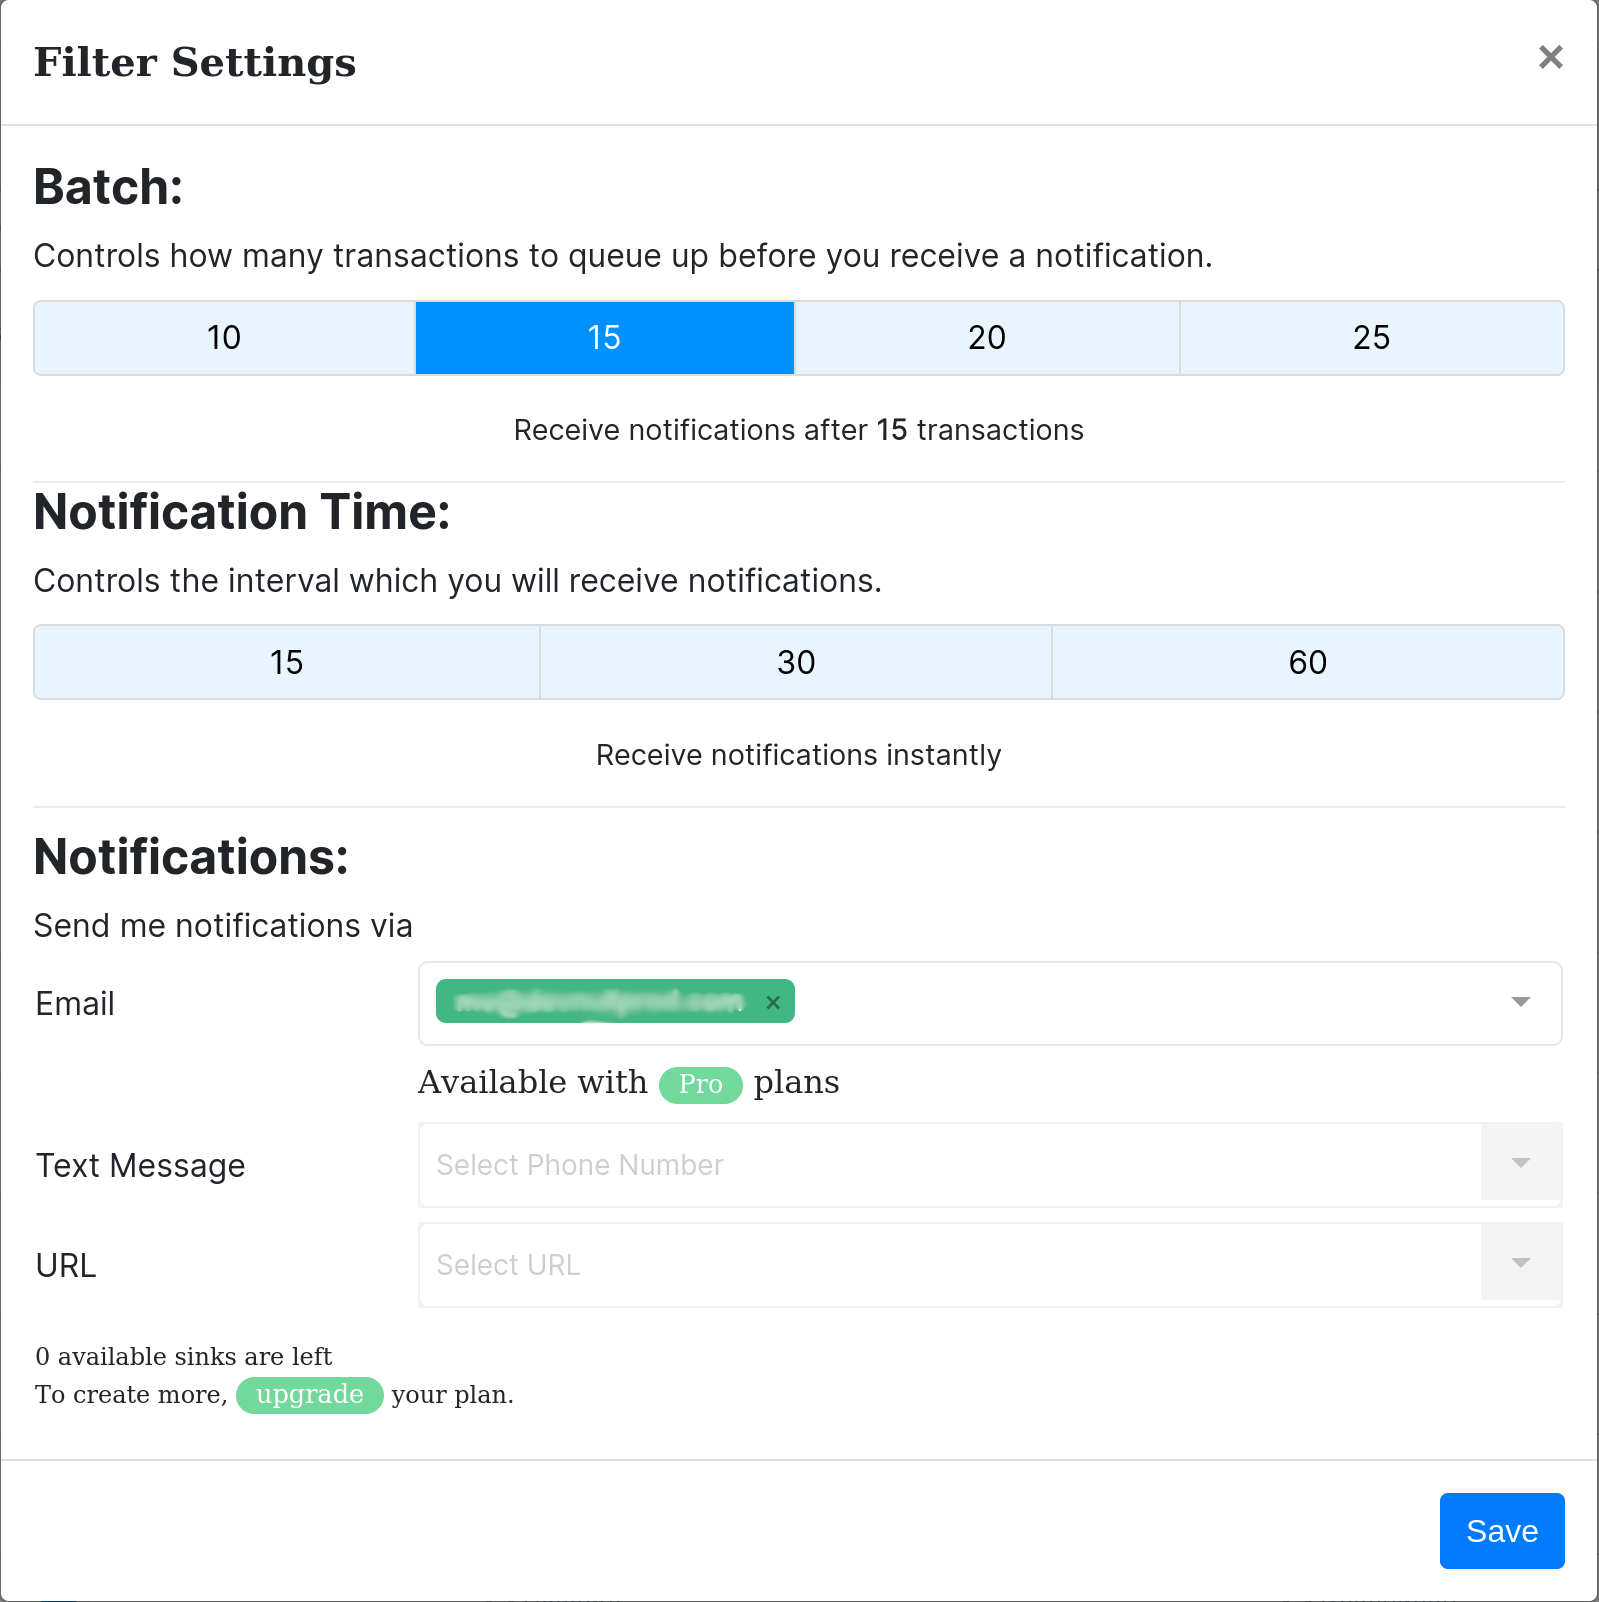 Filter Settings
×
Batch:
Controls how many transactions to queue up before you receive a notification.
10 15 20 25
Receive notifications after 15 transactions
Notification Time:
Controls the interval which you will receive notifications.
15 30 60
Receive notifications instantly
Notifications:
Send me notifications via
Email ×
Available with Pro plans
Text Message Select Phone Number
URL Select URL
0 available sinks are left
To create more, upgrade your plan.
Save